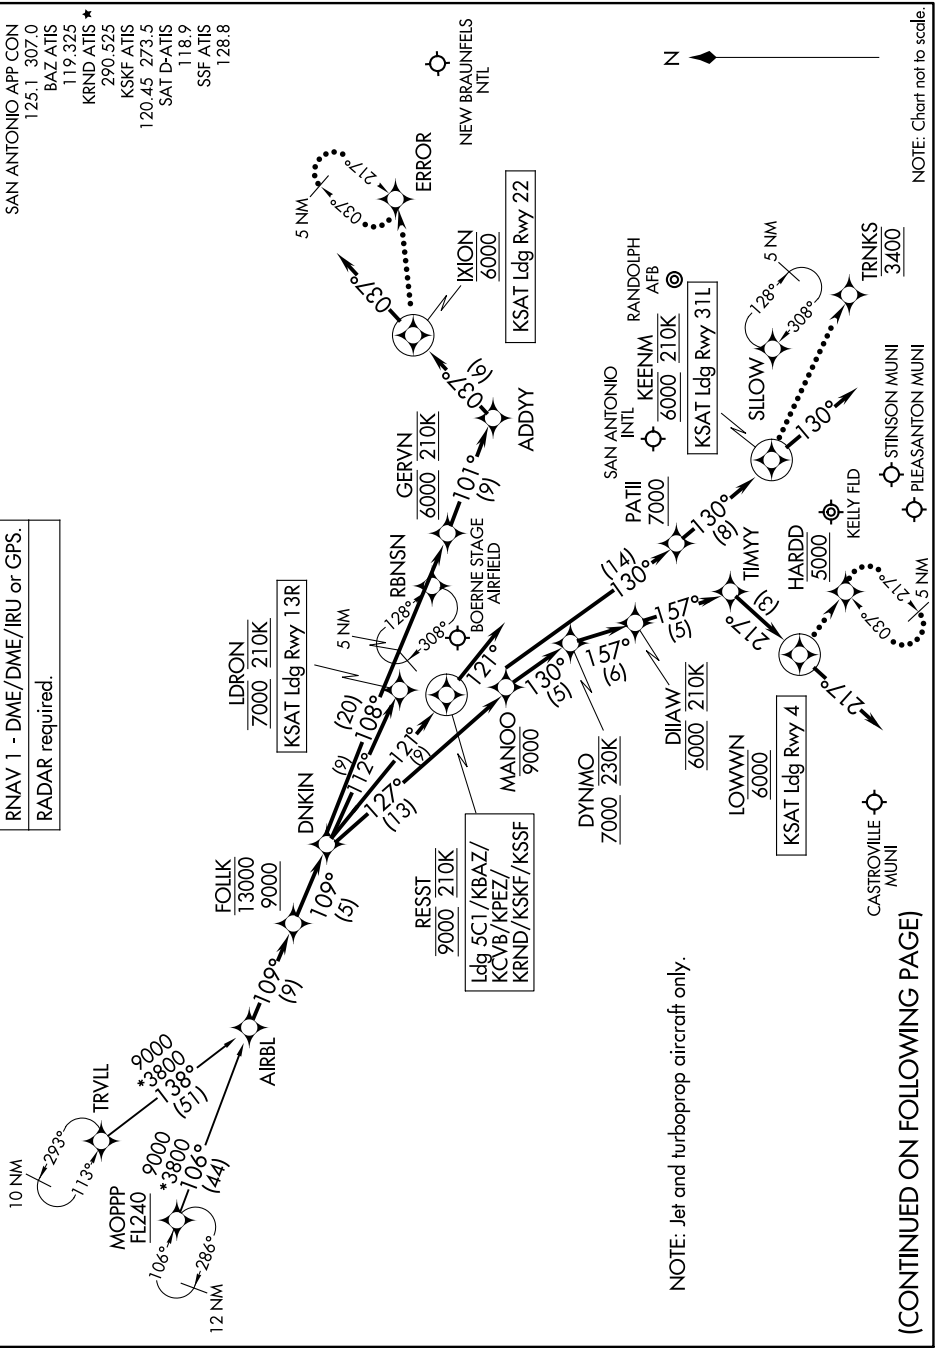 SAN ANTONIO APP CON
125.1 307.0
BAZ ATIS
119.325
KRND ATIS ★
290.525
KSKF ATIS
120.45 273.5
SAT D-ATIS
118.9
SSF ATIS
128.8
RNAV 1 - DME/DME/IRU or GPS.
RADAR required.
10 NM
293°
113°
TRVLL
9000
*3800
138°
(51)
MOPPP
FL240
106°
286°
12 NM
9000
*3800
106°
(44)
AIRBL
109°
(9)
FOLLK
13000
9000
109°
(5)
DNKIN
(20)
108°
(9)
112°
121°
(9)
127°
(13)
LDRON
7000 210K
KSAT Ldg Rwy 13R
5 NM
128°
308°
RBNSN
BOERNE STAGE
AIRFIELD
GERVN
6000 210K
101°
(9)
ADDYY
037°
(6)
IXION
6000
KSAT Ldg Rwy 22
037°
5 NM
217°
037°
ERROR
NEW BRAUNFELS
NTL
N
RESST
9000 210K
Ldg 5C1/KBAZ/
KCVB/KPEZ/
KRND/KSKF/KSSF
121°
MANOO
9000
130°
(5)
(14)
130°
PATII
7000
130°
(8)
SAN ANTONIO
INTL
KEENM
6000 210K
KSAT Ldg Rwy 31L
RANDOLPH
AFB
130°
SLLOW
128°
308°
5 NM
TRNKS
3400
DYNMO
7000 230K
157°
(6)
DIIAW
6000 210K
157°
(5)
TIMYY
217°
(3)
LOWWN
6000
KSAT Ldg Rwy 4
217°
HARDD
5000
217°
037°
5 NM
KELLY FLD
STINSON MUNI
PLEASANTON MUNI
CASTROVILLE
MUNI
NOTE: Jet and turboprop aircraft only.
NOTE: Chart not to scale.
(CONTINUED ON FOLLOWING PAGE)